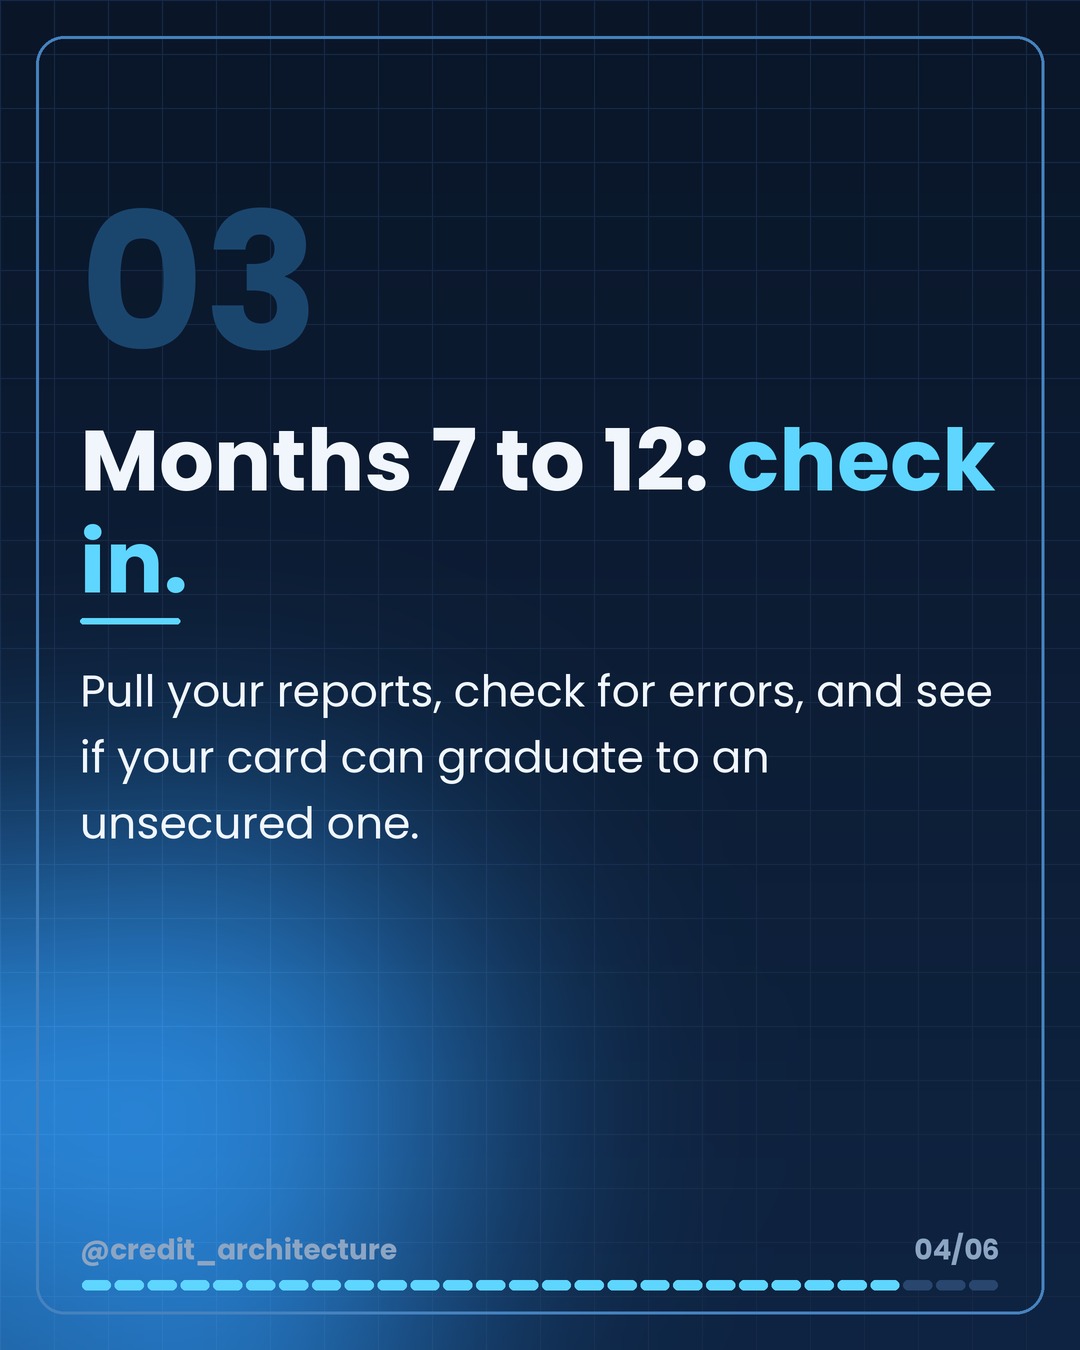 03
Months 7 to 12: check
in.
Pull your reports, check for errors, and see
if your card can graduate to an
unsecured one.
@credit_architecture
04/06